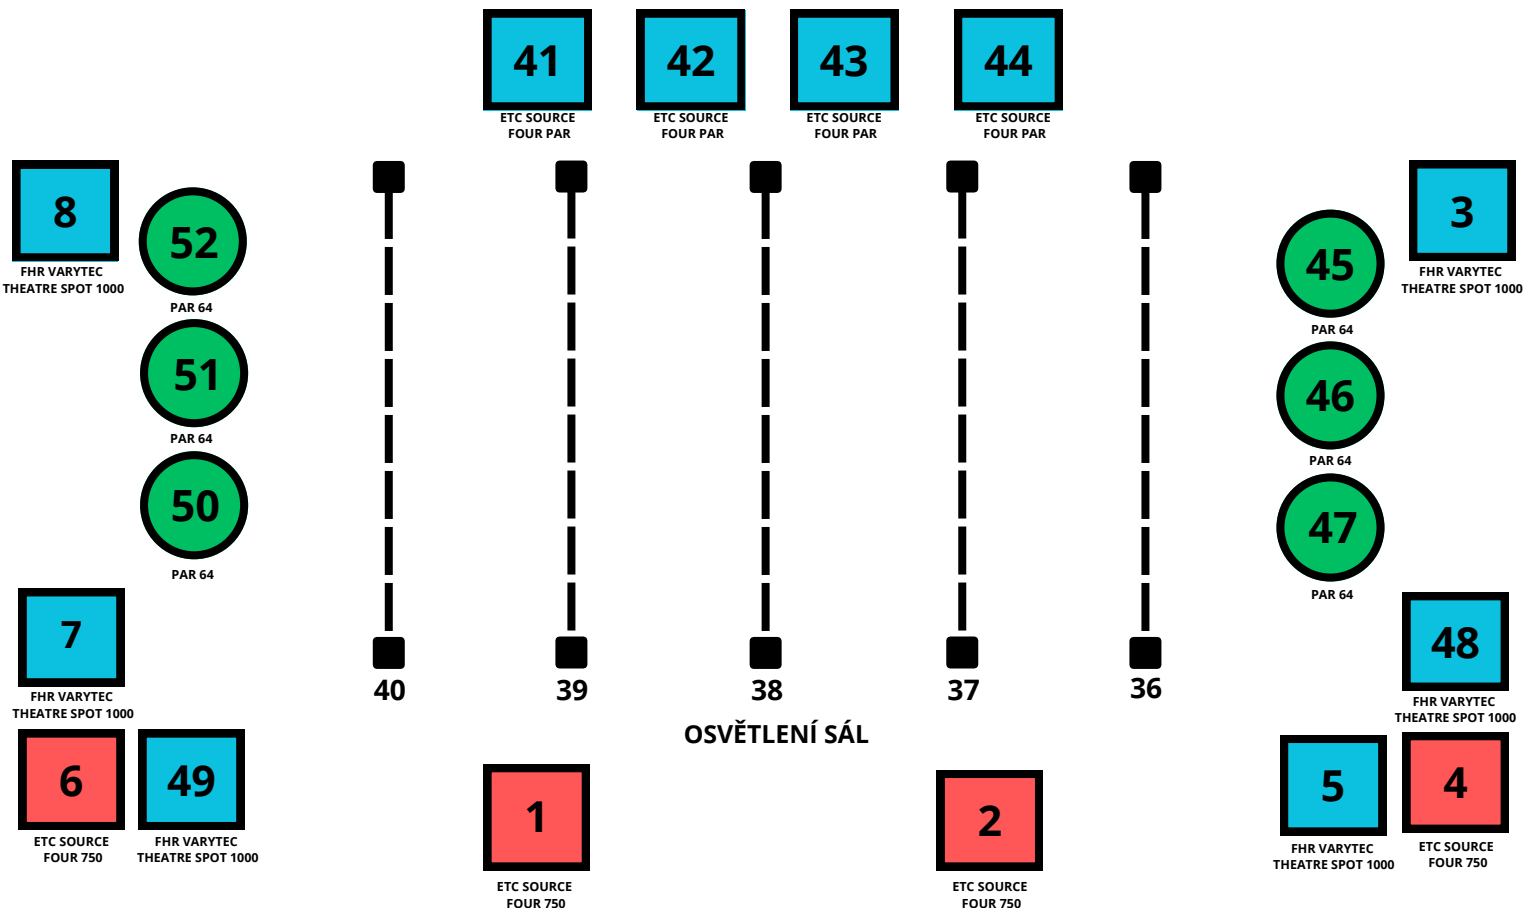 41
42
43
44
ETC SOURCE
FOUR PAR
ETC SOURCE
FOUR PAR
ETC SOURCE
FOUR PAR
ETC SOURCE
FOUR PAR
8
FHR VARYTEC
THEATRE SPOT 1000
52
PAR 64
51
PAR 64
50
PAR 64
3
FHR VARYTEC
THEATRE SPOT 1000
45
PAR 64
46
PAR 64
47
PAR 64
7
FHR VARYTEC
THEATRE SPOT 1000
40
39
38
37
36
OSVĚTLENÍ SÁL
48
FHR VARYTEC
THEATRE SPOT 1000
6
ETC SOURCE
FOUR 750
49
FHR VARYTEC
THEATRE SPOT 1000
1
ETC SOURCE
FOUR 750
2
ETC SOURCE
FOUR 750
5
FHR VARYTEC
THEATRE SPOT 1000
4
ETC SOURCE
FOUR 750